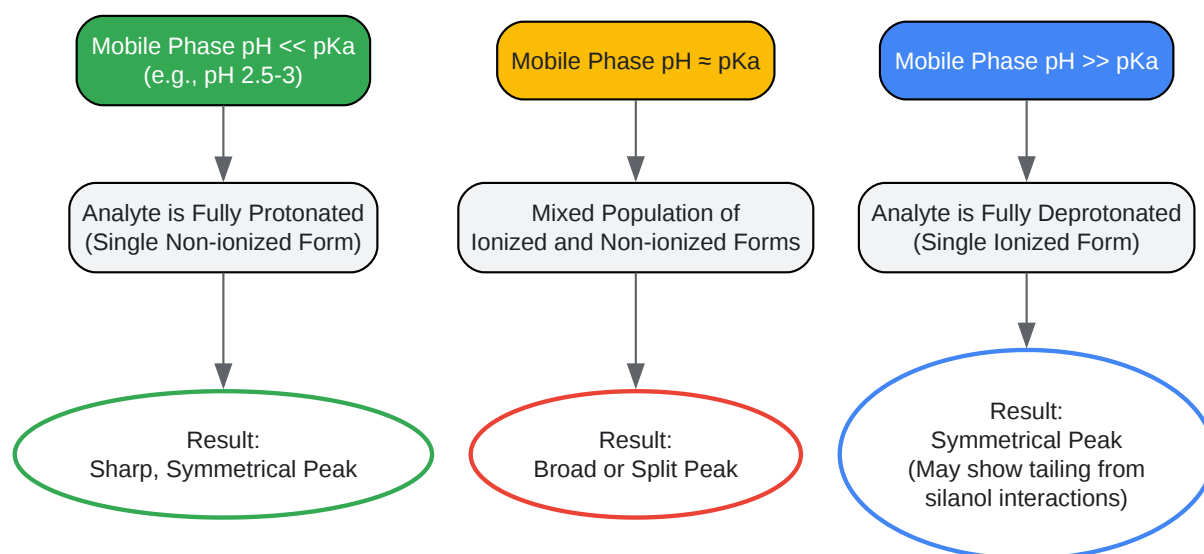 Mobile Phase pH << pKa
(e.g., pH 2.5-3)
Analyte is Fully Protonated
(Single Non-ionized Form)
Result:
Sharp, Symmetrical Peak
Mobile Phase pH ≈ pKa
Mixed Population of
Ionized and Non-ionized Forms
Result:
Broad or Split Peak
Mobile Phase pH >> pKa
Analyte is Fully Deprotonated
(Single Ionized Form)
Result:
Symmetrical Peak
(May show tailing from
silanol interactions)